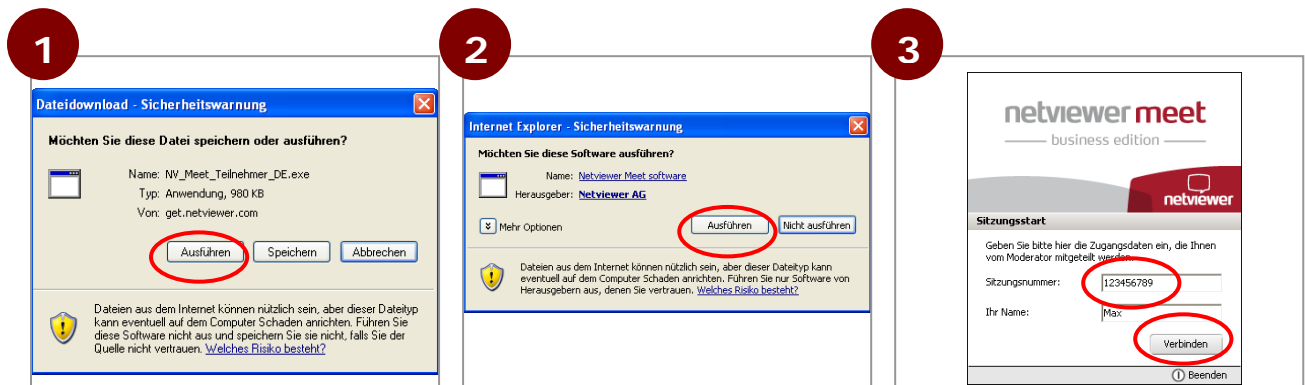 1
Dateidownload - Sicherheitswarnung
Möchten Sie diese Datei speichern oder ausführen?
Name: NV_Meet_Teilnehmer_DE.exe
Typ: Anwendung, 980 KB
Von: get.netviewer.com
Ausführen Speichern Abbrechen
Dateien aus dem Internet können nützlich sein, aber dieser Dateityp
kann eventuell auf dem Computer Schaden anrichten. Führen Sie
diese Software nicht aus und speichern Sie sie nicht, falls Sie der
Quelle nicht vertrauen. Welches Risiko besteht?
2
Internet Explorer - Sicherheitswarnung
Möchten Sie diese Software ausführen?
Name: Netviewer Meet software
Herausgeber: Netviewer AG
Mehr Optionen Ausführen Nicht ausführen
Dateien aus dem Internet können nützlich sein, aber dieser Dateityp kann
eventuell auf dem Computer Schaden anrichten. Führen Sie nur Software von
Herausgebern aus, denen Sie vertrauen. Welches Risiko besteht?
3
netviewer meet
business edition
netviewer
Sitzungsstart
Geben Sie bitte hier die Zugangsdaten ein, die Ihnen
vom Moderator mitgeteilt werden.
Sitzungsnummer: 123456789
Ihr Name: Max
Verbinden
Beenden